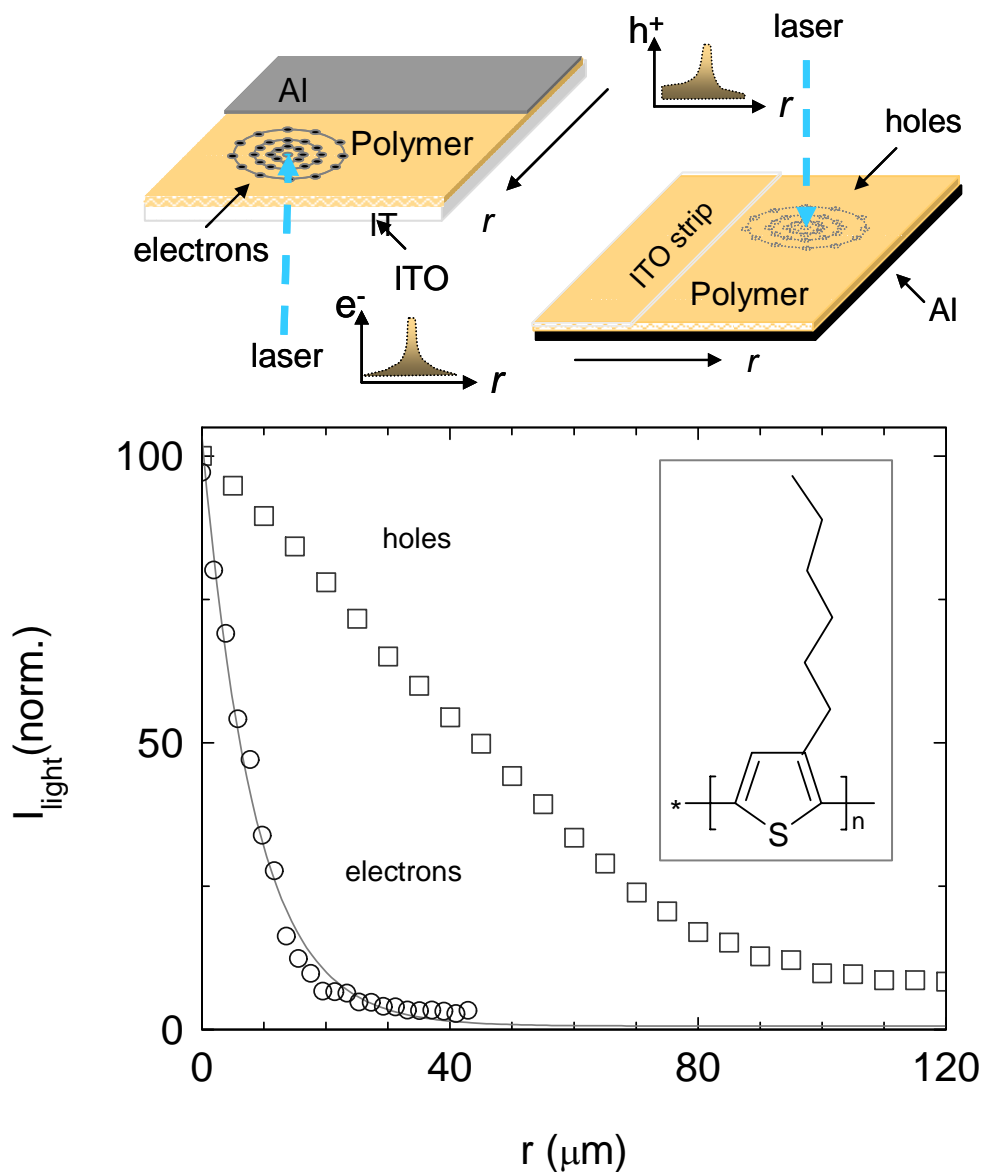 Al
Polymer
electrons
IT
ITO
laser
r
e-
r
h+
r
laser
holes
ITO strip
Polymer
Al
r
100
50
0
I_light(norm.)
holes
electrons
*
S
n
0
40
80
120
r (μm)